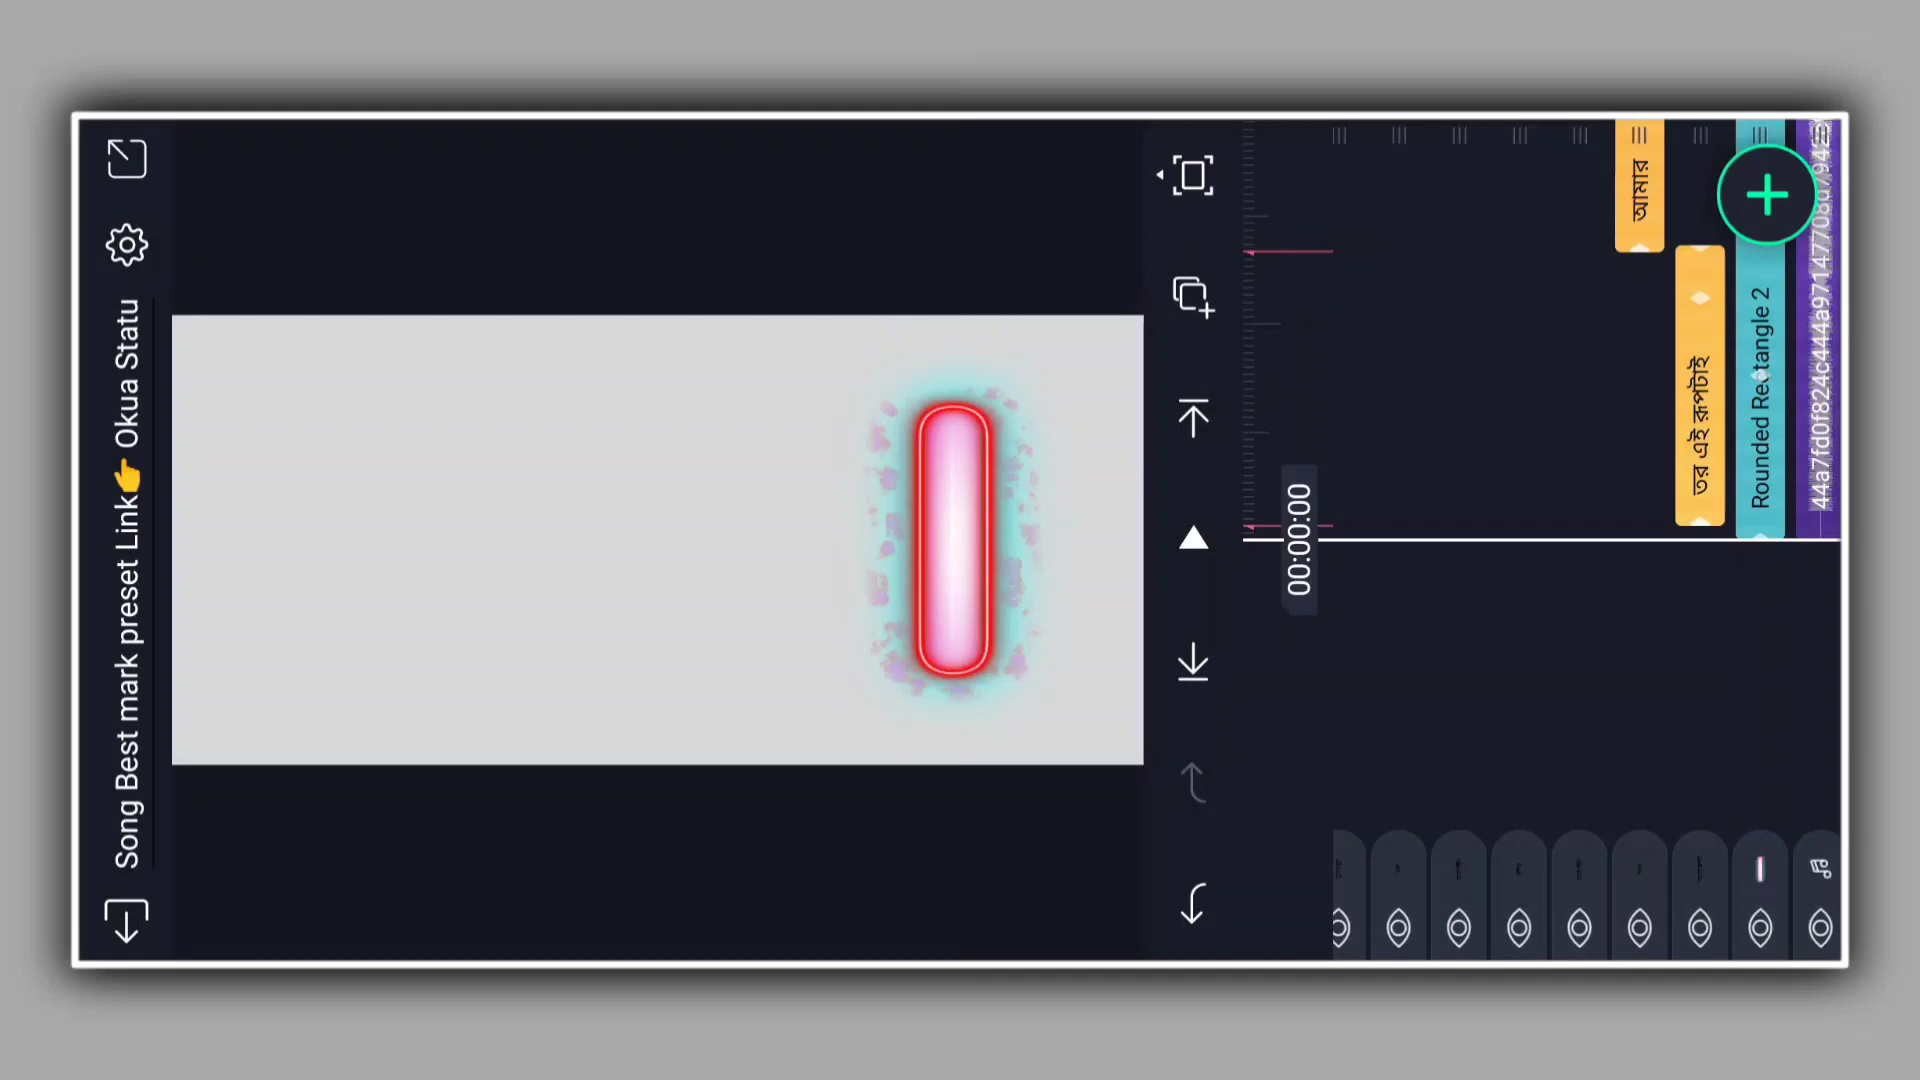 Song Best mark preset Link👉 Okua Statu
00:00:00
আমার
তর এই রূপটাই
Rounded Rectangle 2